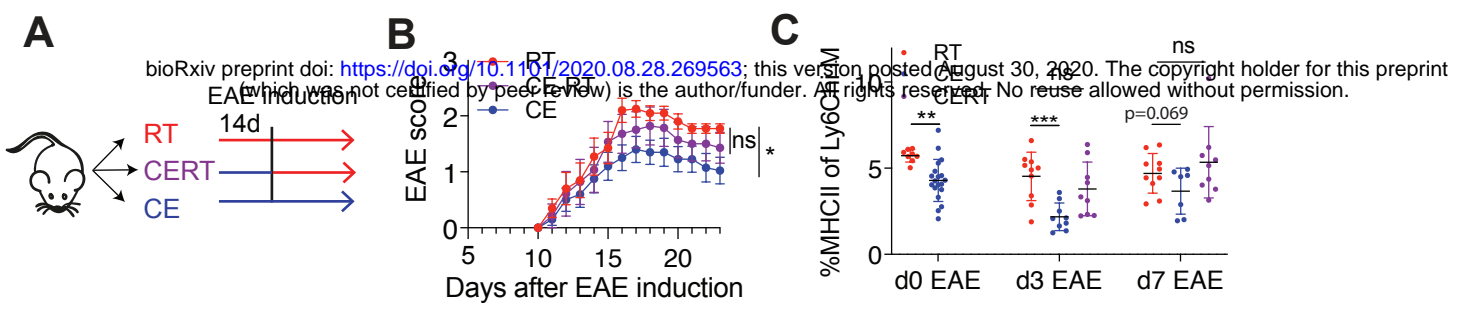 A
B
C
bioRxiv preprint doi: https://doi.org/10.1101/2020.08.28.269563; this version posted August 30, 2020. The copyright holder for this preprint
(which was not certified by peer review) is the author/funder. All rights reserved. No reuse allowed without permission.
EAE induction
14d
RT
CERT
CE
EAE score
3
2
1
0
5
10
15
20
Days after EAE induction
RT
CE-RT
CE
ns
*
%MHCII of Ly6ChiM
10
5
0
RT
CE
CERT
**
***
ns
p=0.069
ns
d0 EAE
d3 EAE
d7 EAE